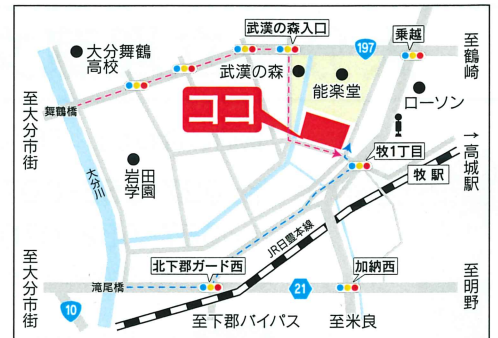 武漢の森入口
197
乗越
至鶴崎
大分舞鶴
高校
武漢の森
能楽堂
ローソン
至大分市街
舞鶴橋
ココ
→高城駅
牧1丁目
牧 駅
大分川
岩田
学園
JR日豊本線
至大分市街
北下郡ガード西
加納西
滝尾橋
21
至明野
10
至下郡バイパス
至米良